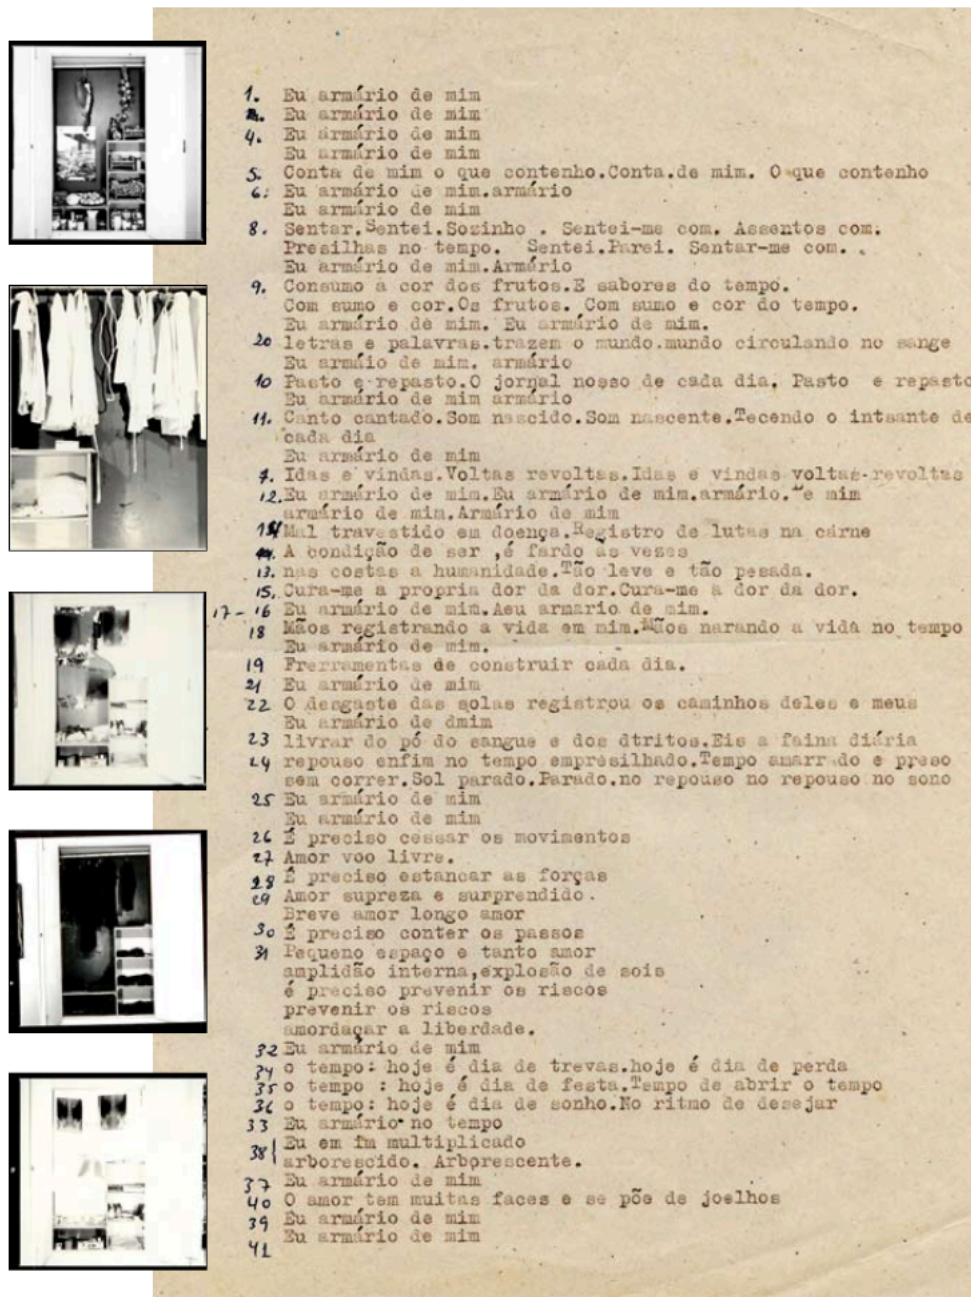 1. Eu armário de mim
2. Eu armário de mim
4. Eu armário de mim
Eu armário de mim
5. Conta de mim o que contenho.Conta.de mim. O que contenho
6. Eu armário de mim.armário
Eu armário de mim
8. Sentar.Sentei.Sozinho . Sentei-me com. Assentos com.
Presilhas no tempo. Sentei.Parei. Sentar-me com. .
Eu armário de mim.Armário
9. Consumo a cor dos frutos.E sabores do tempo.
Com sumo e cor.Os frutos. Com sumo e cor do tempo.
Eu armário de mim. Eu armário de mim.
20 letras e palavras.trazem o mundo.mundo circulando no sange
Eu armáio de mim. armário
10 Pasto e repasto.O jornal nosso de cada dia. Pasto e repasto
Eu armário de mim armário
11. Canto cantado.Som nascido.Som nascente.Tecendo o intsante de
cada dia
Eu armário de mim
7. Idas e vindas.Voltas revoltas.Idas e vindas voltas-revoltas
12. Eu armário de mim.Eu armário de mim.armário. e mim
armário de mim.Armário de mim
Mal travestido em doença.Registro de lutas na carne
A condição de ser ,é fardo às vezes
13. nas costas a humanidade.Tão leve e tão pesada.
15. Cura-me a propria dor da dor.Cura-me a dor da dor.
17- 16 Eu armário de mim.Aeu armario de mim.
18 Mãos registrando a vida em mim.Mãos narando a vida no tempo
Eu armário de mim.
19 Frerramentas de construir cada dia.
21 Eu armário de mim
22 O desgaste das solas registrou os caminhos deles e meus
Eu armário de dmim
23 livrar do pó do sangue e dos dtritos.Eis a faina diária
24 repouso enfim no tempo empresilhado.Tempo amarrado e preso
sem correr.Sol parado.Parado.no repouso no repouso no sono
25 Eu armário de mim
Eu armário de mim
26 É preciso cessar os movimentos
27 Amor voo livre.
28 É preciso estancar as forças
29 Amor supreza e surprendido.
Breve amor longo amor
30 É preciso conter os passos
31 Pequeno espaço e tanto amor
amplidão interna,explosão de sois
é preciso prevenir os riscos
prevenir os riscos
amordaçar a liberdade.
32 Eu armário de mim
34 o tempo: hoje é dia de trevas.hoje é dia de perda
35 o tempo : hoje é dia de festa.Tempo de abrir o tempo
36 o tempo: hoje é dia de sonho.No ritmo de desejar
33 Eu armário no tempo
38 Eu em multiplicado
arborescido. Arborescente.
37 Eu armário de mim
40 O amor tem muitas faces e se põe de joelhos
39 Eu armário de mim
Eu armário de mim
41